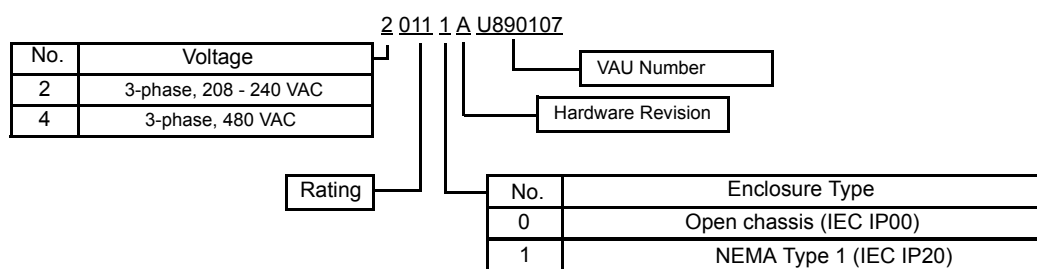 2 011 1 A U890107
No. Voltage
2 3-phase, 208 - 240 VAC
4 3-phase, 480 VAC
VAU Number
Hardware Revision
Rating
No. Enclosure Type
0 Open chassis (IEC IP00)
1 NEMA Type 1 (IEC IP20)